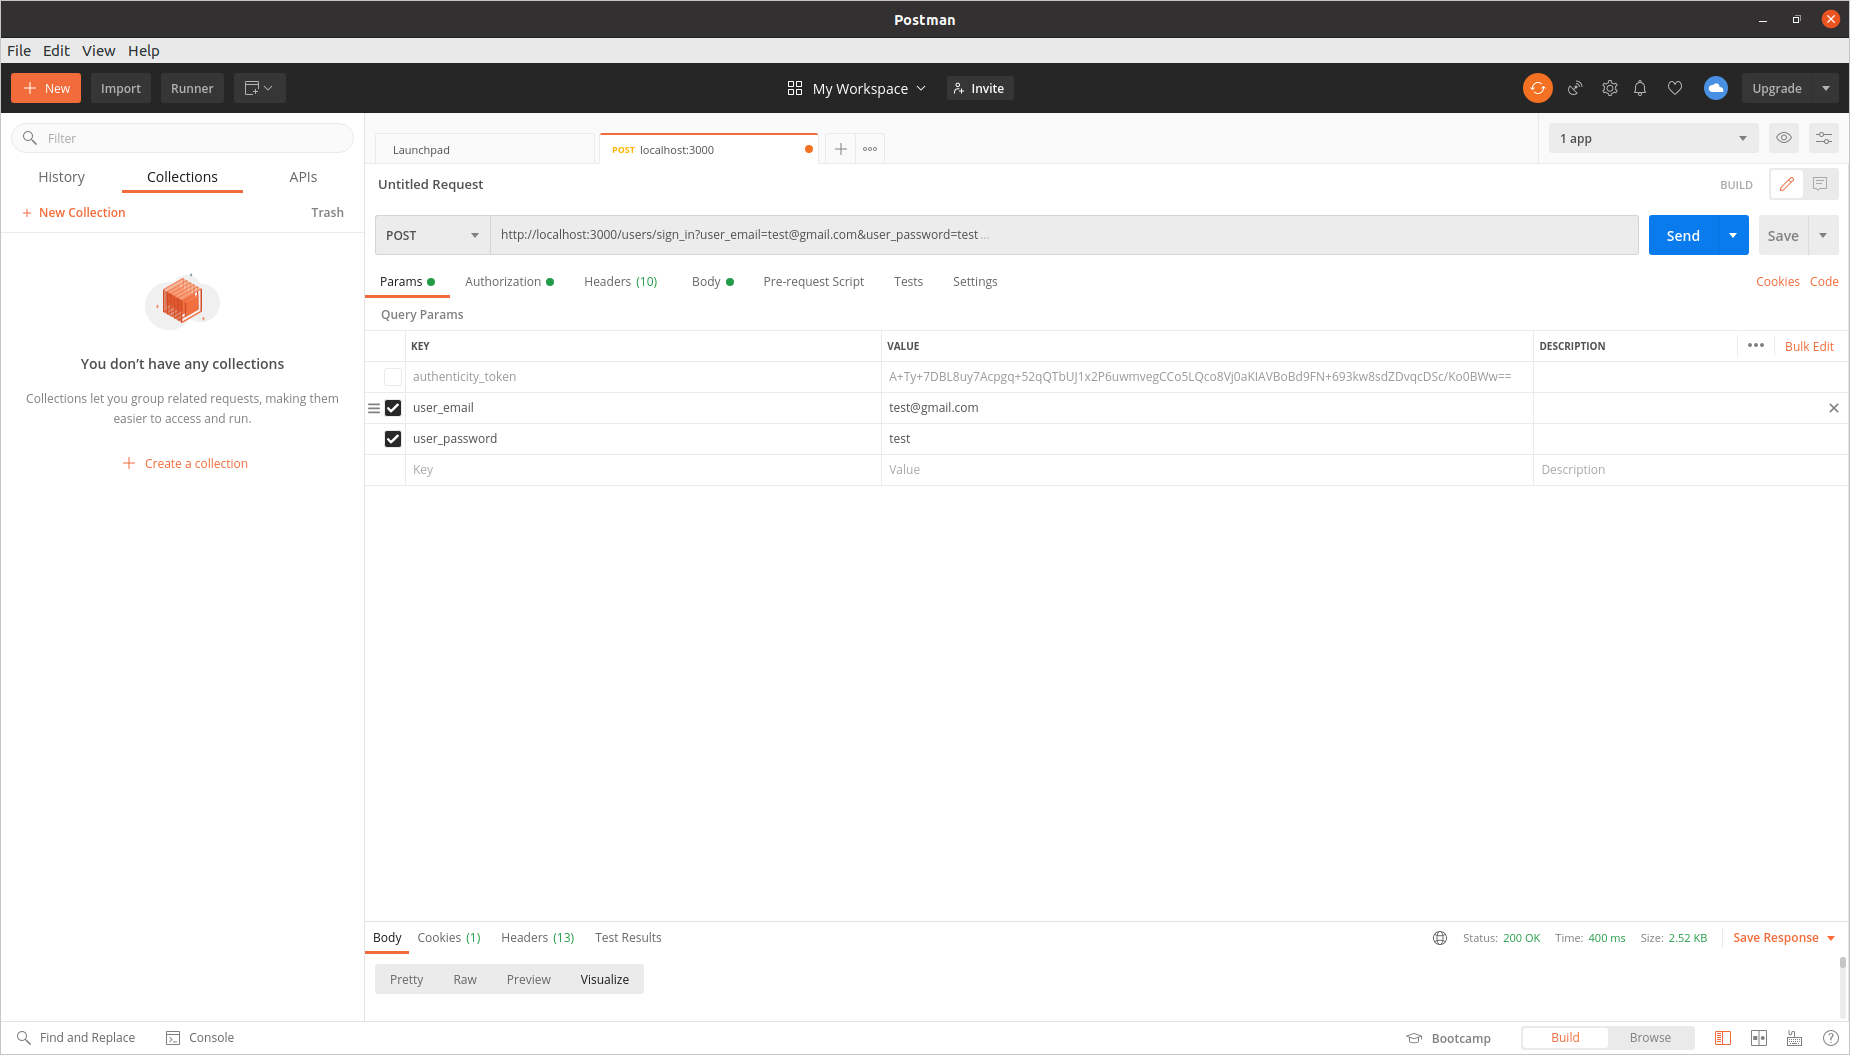 Postman
File Edit View Help
New Import Runner My Workspace Invite Upgrade
Filter
History Collections APIs
New Collection Trash
You don’t have any collections
Collections let you group related requests, making them
easier to access and run.
Create a collection
Launchpad POST localhost:3000 1 app
Untitled Request BUILD
POST http://localhost:3000/users/sign_in?user_email=test@gmail.com&user_password=test ... Send Save
Params Authorization Headers (10) Body Pre-request Script Tests Settings Cookies Code
Query Params
KEY VALUE DESCRIPTION Bulk Edit
authenticity_token A+Ty+7DBL8uy7Acpgq+52qQTbUJ1x2P6uwmvegCCo5LQco8Vj0aKIAVBoBd9FN+693kw8sdZDvqcDSc/Ko0BWw==
user_email test@gmail.com
user_password test
Key Value Description
Body Cookies (1) Headers (13) Test Results Status: 200 OK Time: 400 ms Size: 2.52 KB Save Response
Pretty Raw Preview Visualize
Find and Replace Console Bootcamp Build Browse